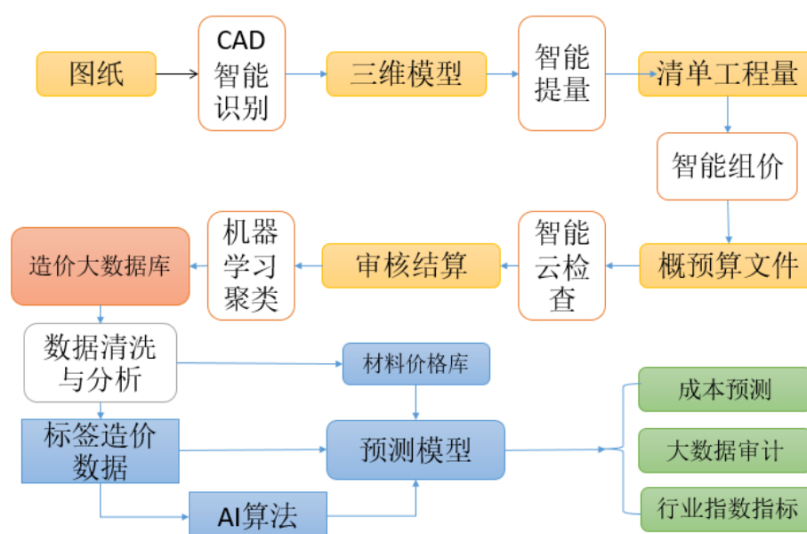 图纸
CAD
智能
识别
三维模型
智能
提量
清单工程量
智能组价
概预算文件
智能
云检
查
审核结算
机器
学习
聚类
造价大数据库
数据清洗
与分析
材料价格库
标签造价
数据
预测模型
AI算法
成本预测
大数据审计
行业指数指标